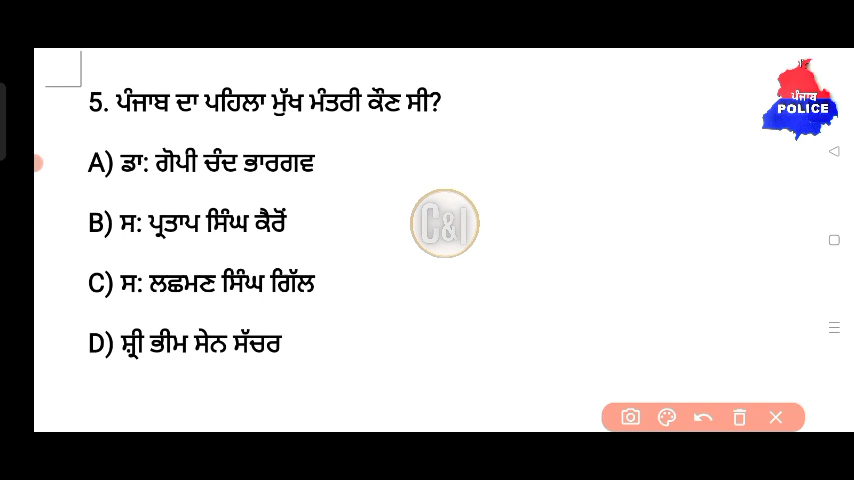 5. ਪੰਜਾਬ ਦਾ ਪਹਿਲਾ ਮੁੱਖ ਮੰਤਰੀ ਕੌਣ ਸੀ?
ਪੰਜਾਬ
POLICE
A) ਡਾ: ਗੋਪੀ ਚੰਦ ਭਾਰਗਵ
B) ਸ: ਪ੍ਰਤਾਪ ਸਿੰਘ ਕੈਰੋਂ
C&I
C) ਸ: ਲਛਮਣ ਸਿੰਘ ਗਿੱਲ
D) ਸ਼੍ਰੀ ਭੀਮ ਸੇਨ ਸੱਚਰ